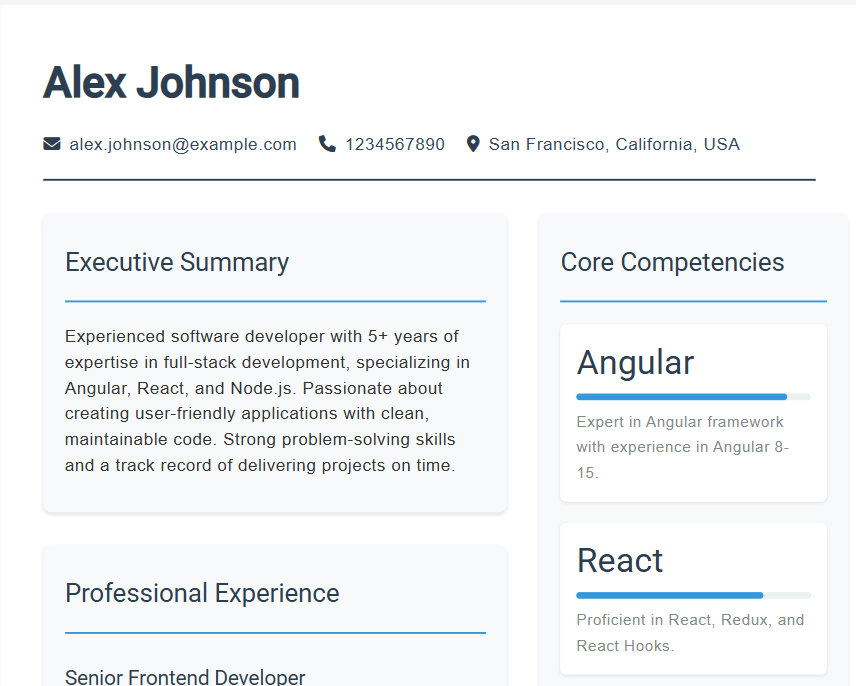 Alex Johnson
alex.johnson@example.com 1234567890 San Francisco, California, USA
Executive Summary
Experienced software developer with 5+ years of
expertise in full-stack development, specializing in
Angular, React, and Node.js. Passionate about
creating user-friendly applications with clean,
maintainable code. Strong problem-solving skills
and a track record of delivering projects on time.
Professional Experience
Senior Frontend Developer
Core Competencies
Angular
Expert in Angular framework
with experience in Angular 8-
15.
React
Proficient in React, Redux, and
React Hooks.